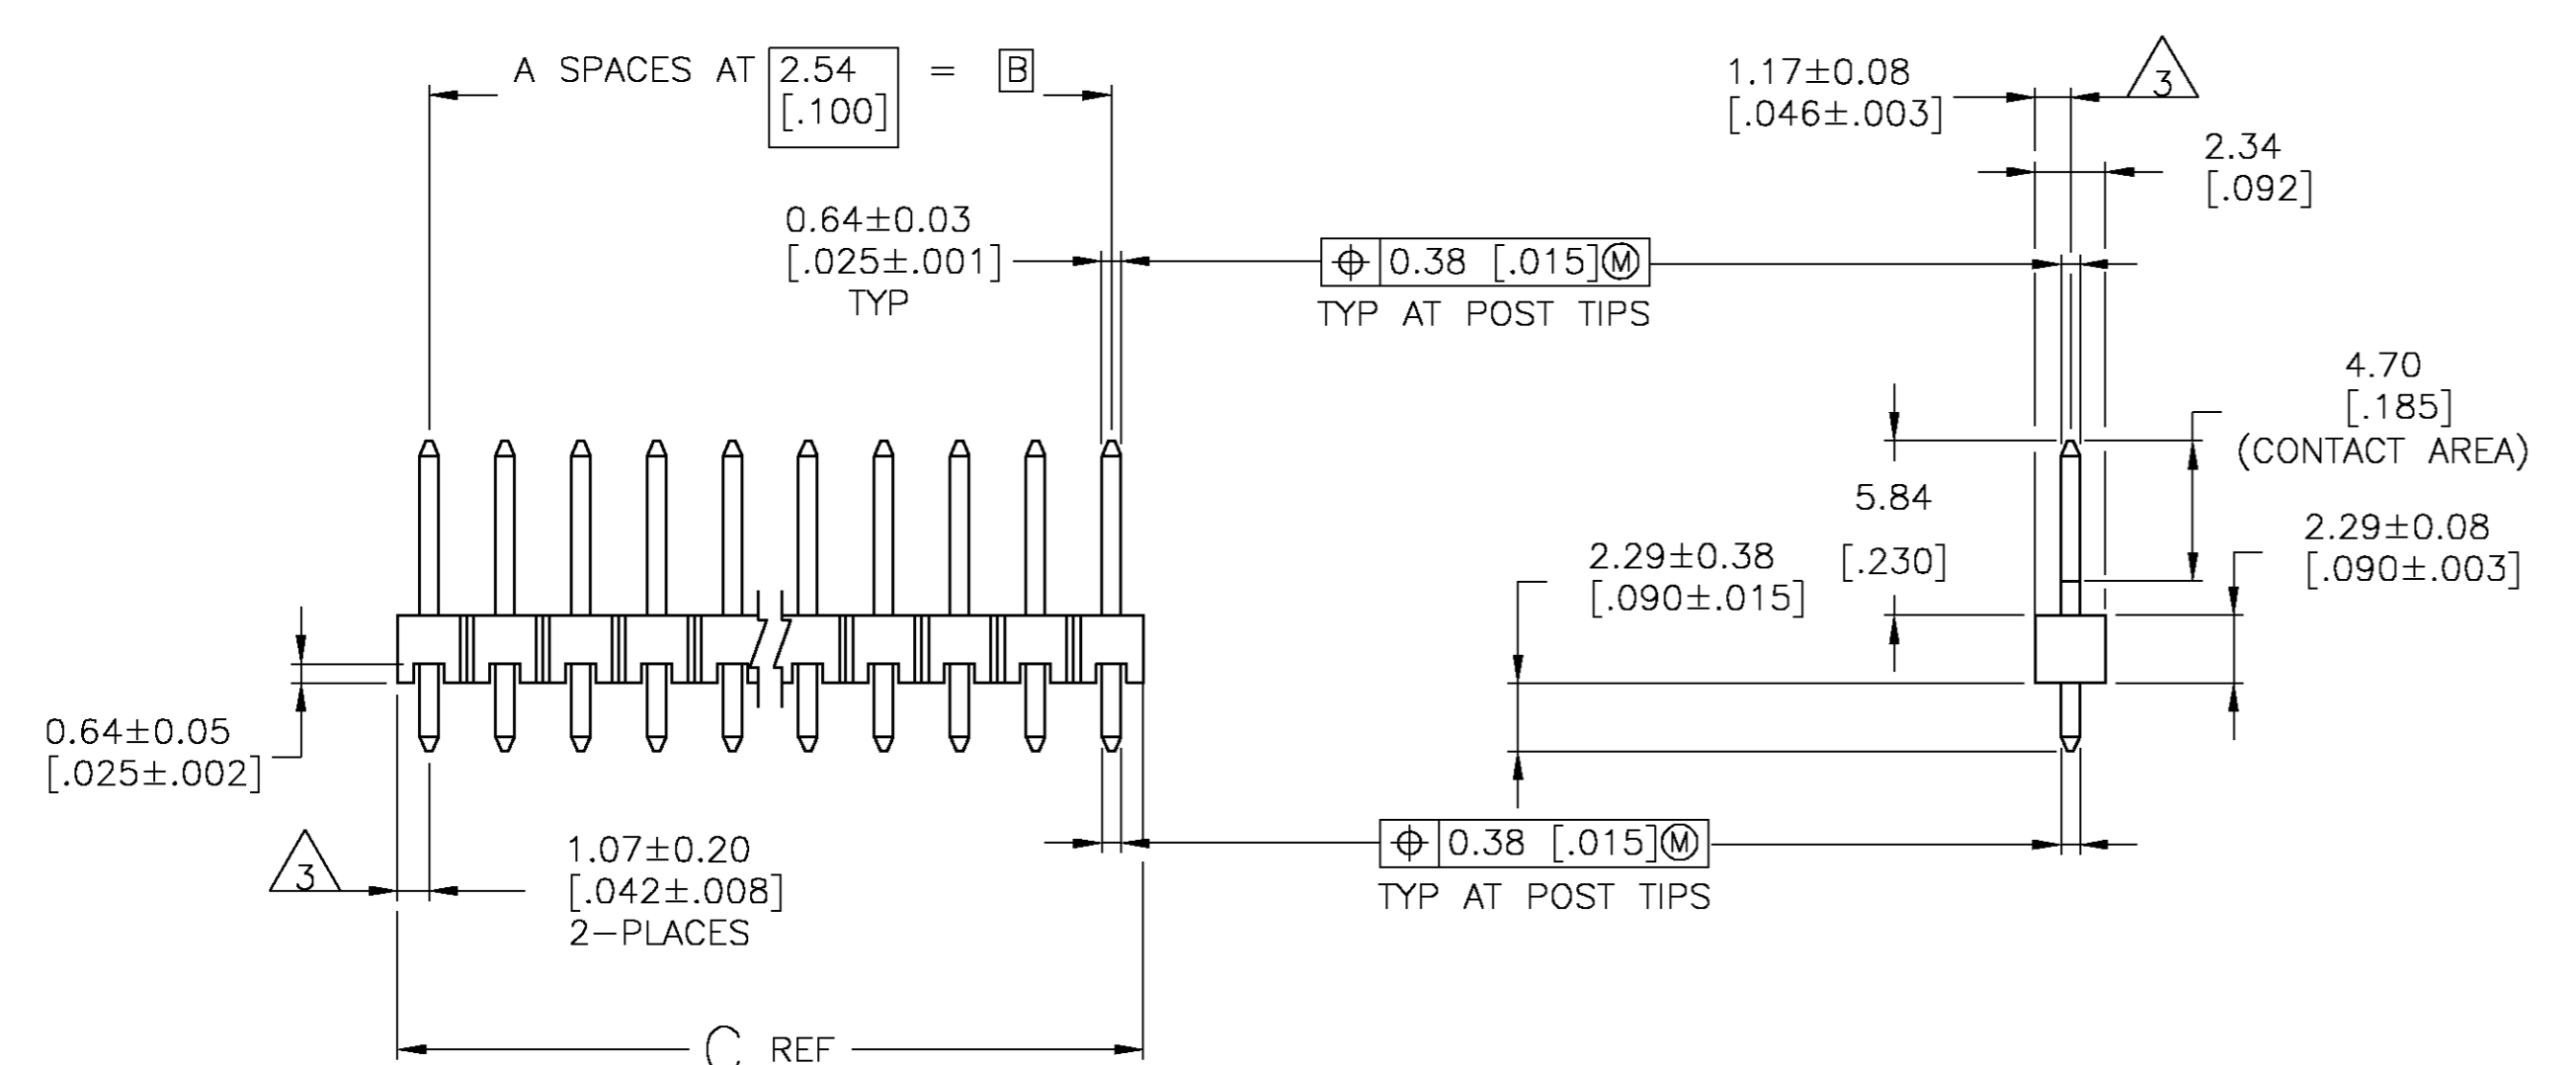 A SPACES AT 2.54 = B
[.100]
1.17±0.08
[.046±.003]
3
2.34
[.092]
0.64±0.03
[.025±.001]
TYP
⌖ 0.38 [.015]Ⓜ
TYP AT POST TIPS
4.70
[.185]
(CONTACT AREA)
5.84
[.230]
2.29±0.38
[.090±.015]
2.29±0.08
[.090±.003]
0.64±0.05
[.025±.002]
3
1.07±0.20
[.042±.008]
2-PLACES
⌖ 0.38 [.015]Ⓜ
TYP AT POST TIPS
C REF